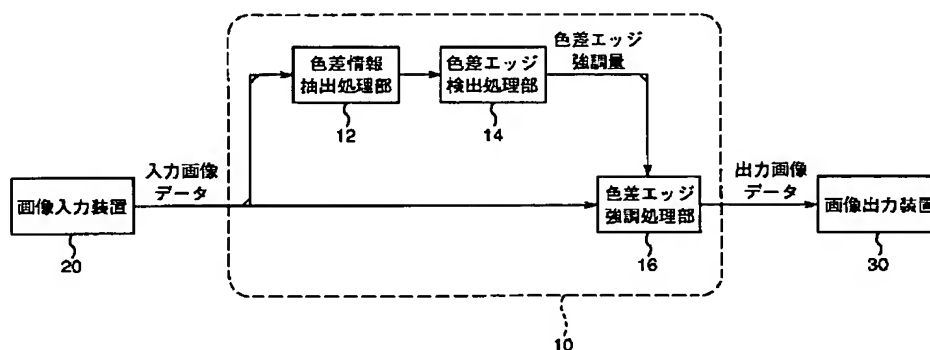 色差情報
抽出処理部
12
色差エッジ
検出処理部
14
色差エッジ
強調量
画像入力装置
20
入力画像
データ
色差エッジ
強調処理部
16
出力画像
データ
画像出力装置
30
10